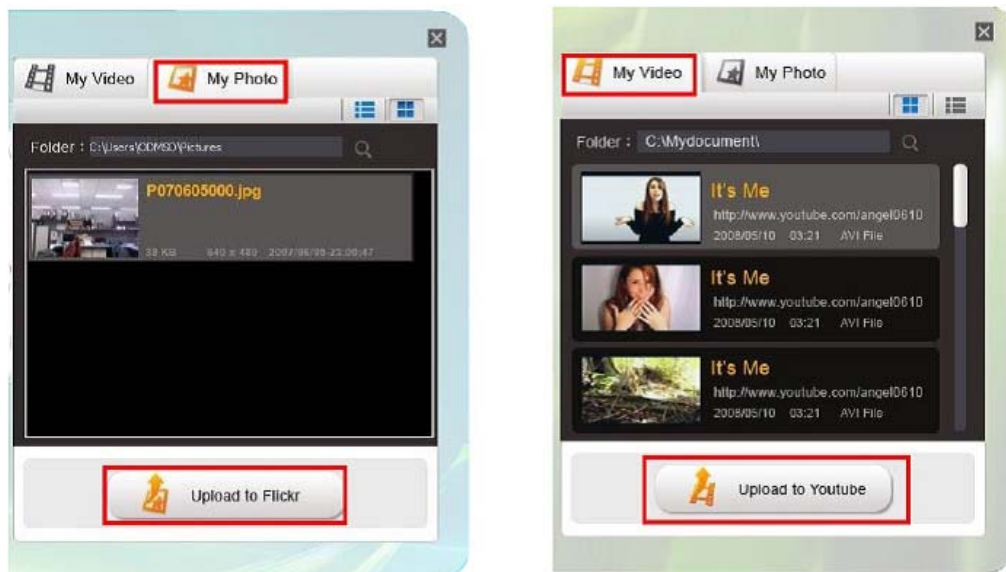 My Video
My Photo
Folder : C:\Users\ODMSO\Pictures
P070605000.jpg
38 KB 640 x 480
Upload to Flickr
My Video
My Photo
Folder : C:\Mydocument\
It's Me
http://www.youtube.com/angel0610
2008/05/10 03:21 AVI File
It's Me
http://www.youtube.com/angel0610
2008/05/10 03:21 AVI File
It's Me
http://www.youtube.com/angel0610
2008/05/10 03:21 AVI File
Upload to Youtube